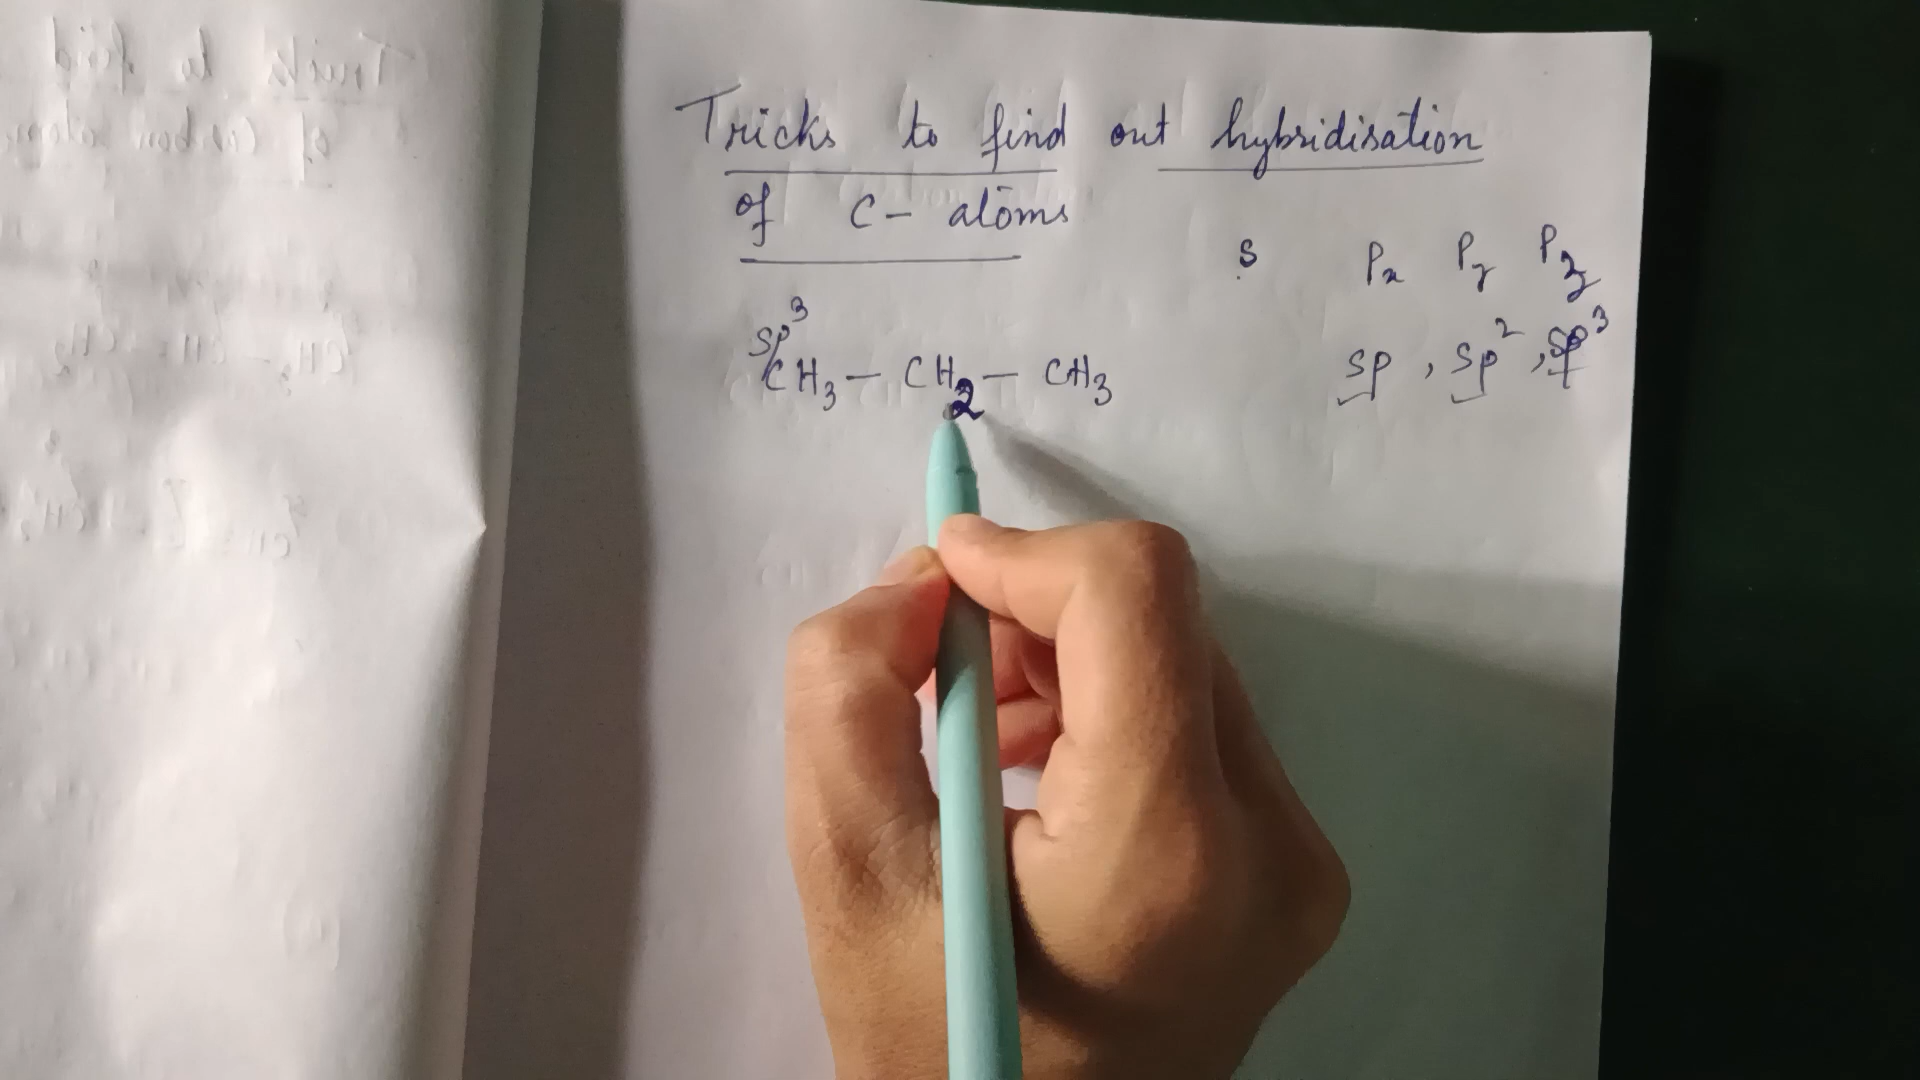 Tricks to find out hybridisation
of C- atoms
S Px Py Pz
sp³
CH₃ - CH₂ - CH₃
sp, sp², sp³